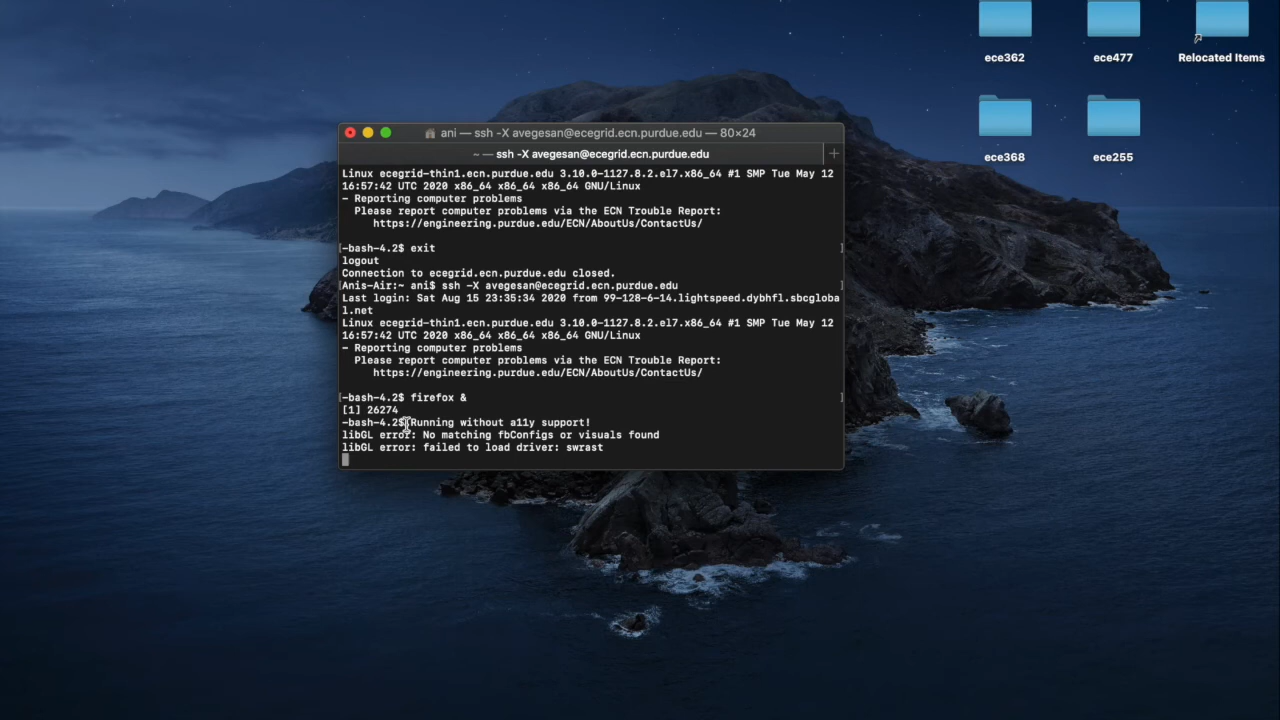 ece362
ece477
Relocated Items
ece368
ece255
ani — ssh -X avegesan@ecegrid.ecn.purdue.edu — 80×24
~ — ssh -X avegesan@ecegrid.ecn.purdue.edu
Linux ecegrid-thin1.ecn.purdue.edu 3.10.0-1127.8.2.el7.x86_64 #1 SMP Tue May 12
16:57:42 UTC 2020 x86_64 x86_64 x86_64 GNU/Linux
- Reporting computer problems
Please report computer problems via the ECN Trouble Report:
https://engineering.purdue.edu/ECN/AboutUs/ContactUs/
[-bash-4.2$ exit ]
logout
Connection to ecegrid.ecn.purdue.edu closed.
[Anis-Air:~ ani$ ssh -X avegesan@ecegrid.ecn.purdue.edu ]
Last login: Sat Aug 15 23:35:34 2020 from 99-128-6-14.lightspeed.dybhfl.sbcgloba
l.net
Linux ecegrid-thin1.ecn.purdue.edu 3.10.0-1127.8.2.el7.x86_64 #1 SMP Tue May 12
16:57:42 UTC 2020 x86_64 x86_64 x86_64 GNU/Linux
- Reporting computer problems
Please report computer problems via the ECN Trouble Report:
https://engineering.purdue.edu/ECN/AboutUs/ContactUs/
[-bash-4.2$ firefox & ]
[1] 26274
-bash-4.2$ Running without a11y support!
libGL error: No matching fbConfigs or visuals found
libGL error: failed to load driver: swrast